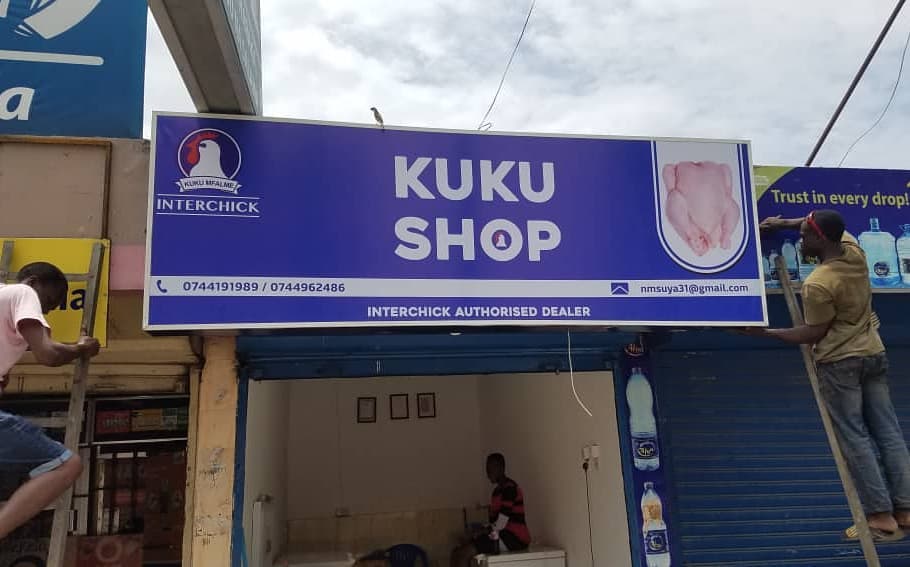 a
KUKU MFALME
INTERCHICK
KUKU
SHOP
0744191989 / 0744962486
nmsuya31@gmail.com
INTERCHICK AUTHORISED DEALER
Trust in every drop!